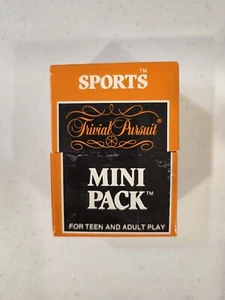 SPORTS™
Trivial Pursuit
MINI
PACK™
FOR TEEN AND ADULT PLAY